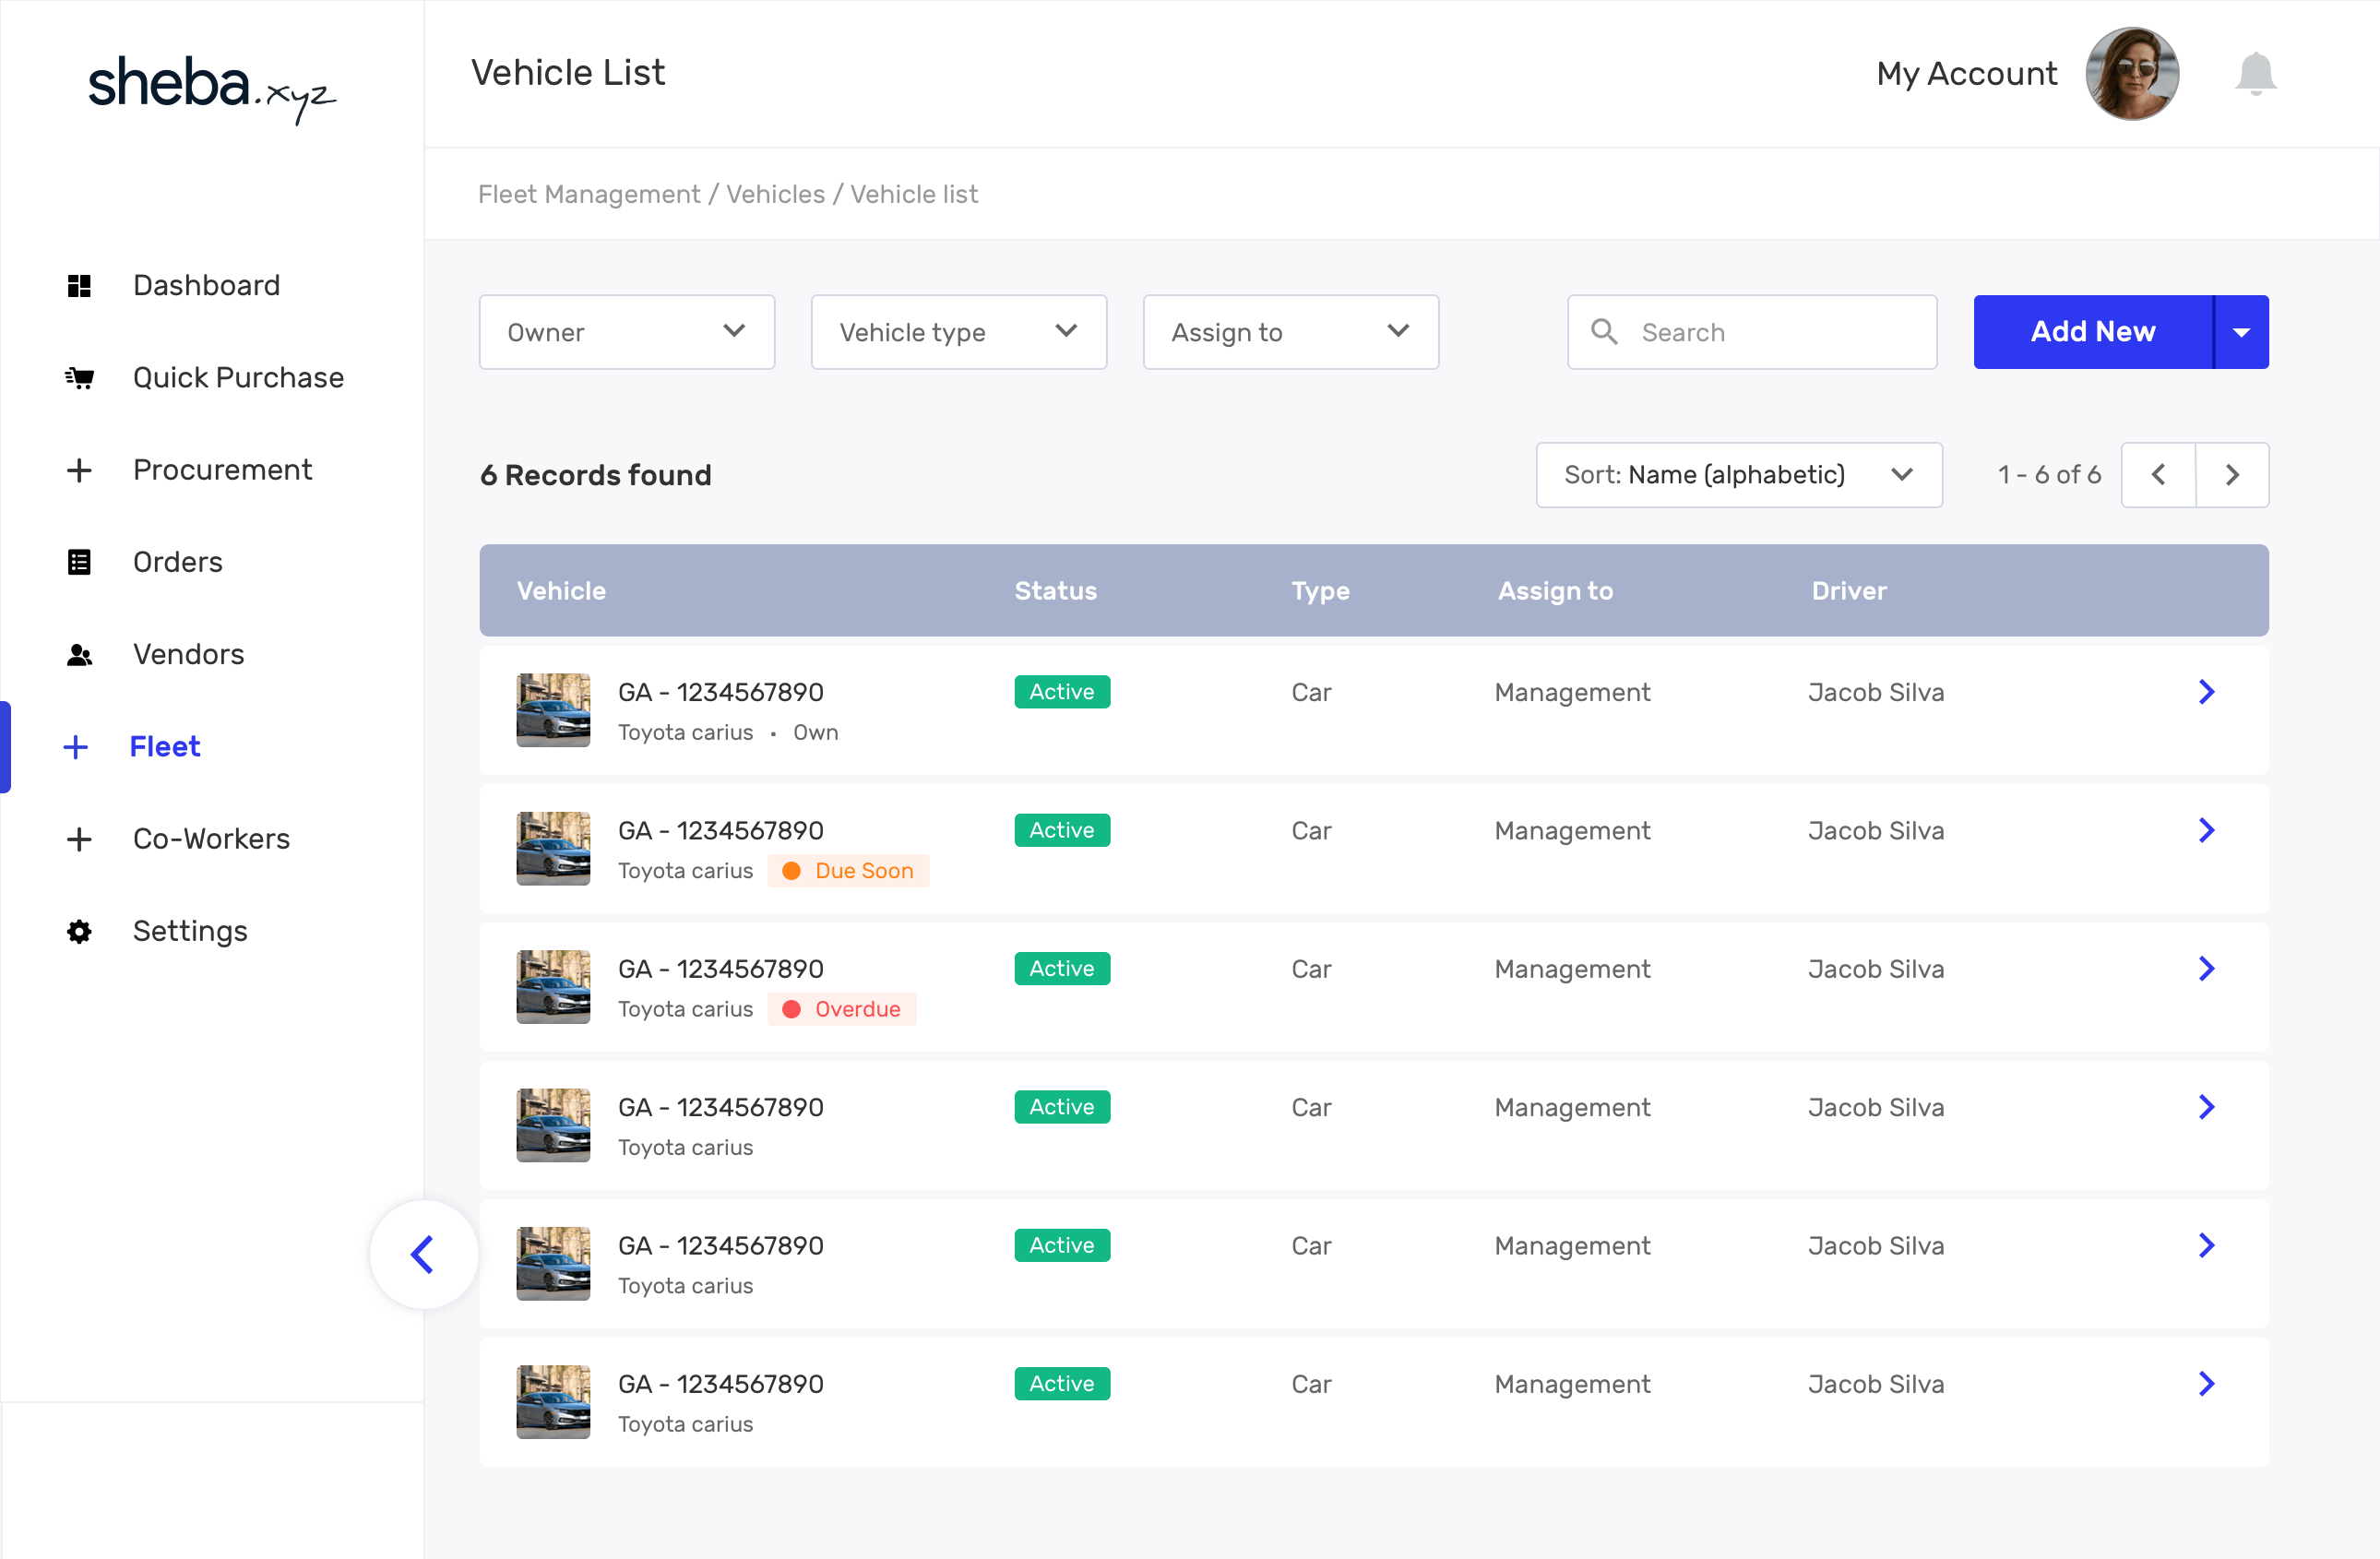 sheba.xyz
Vehicle List
My Account
Fleet Management / Vehicles / Vehicle list
Dashboard
Quick Purchase
Procurement
Orders
Vendors
Fleet
Co-Workers
Settings
Owner
Vehicle type
Assign to
Search
Add New
6 Records found
Sort: Name (alphabetic)
1 - 6 of 6
Vehicle Status Type Assign to Driver
GA - 1234567890 Active Car Management Jacob Silva
Toyota carius • Own
GA - 1234567890 Active Car Management Jacob Silva
Toyota carius Due Soon
GA - 1234567890 Active Car Management Jacob Silva
Toyota carius Overdue
GA - 1234567890 Active Car Management Jacob Silva
Toyota carius
GA - 1234567890 Active Car Management Jacob Silva
Toyota carius
GA - 1234567890 Active Car Management Jacob Silva
Toyota carius